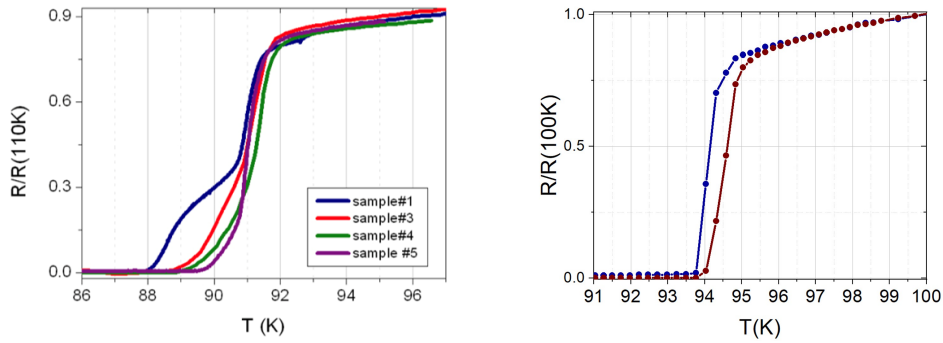 R/R(110K)
0.9
0.6
0.3
0.0
sample#1
sample#3
sample#4
sample #5
86 88 90 92 94 96
T (K)
R/R(100K)
1.0
0.5
0.0
91 92 93 94 95 96 97 98 99 100
T(K)